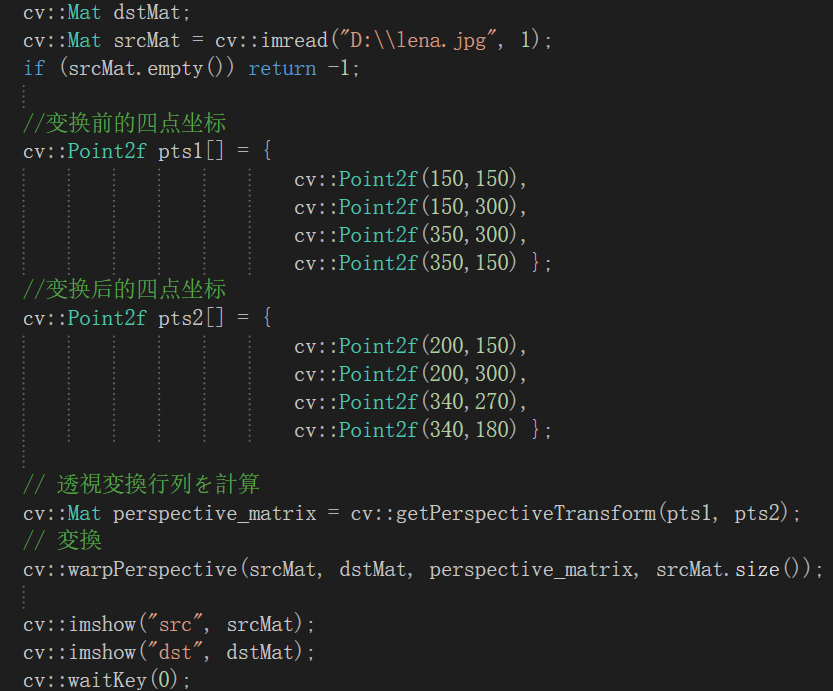 cv::Mat dstMat;
cv::Mat srcMat = cv::imread("D:\\lena.jpg", 1);
if (srcMat.empty()) return -1;
//变换前的四点坐标
cv::Point2f pts1[] = {
cv::Point2f(150,150),
cv::Point2f(150,300),
cv::Point2f(350,300),
cv::Point2f(350,150) };
//变换后的四点坐标
cv::Point2f pts2[] = {
cv::Point2f(200,150),
cv::Point2f(200,300),
cv::Point2f(340,270),
cv::Point2f(340,180) };
// 透視変換行列を計算
cv::Mat perspective_matrix = cv::getPerspectiveTransform(pts1, pts2);
// 変換
cv::warpPerspective(srcMat, dstMat, perspective_matrix, srcMat.size());
cv::imshow("src", srcMat);
cv::imshow("dst", dstMat);
cv::waitKey(0);